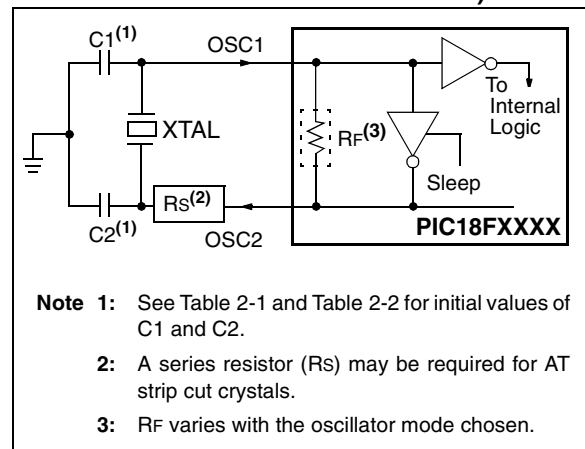 C1(1)
OSC1
To
Internal
Logic
XTAL
RF(3)
Sleep
C2(1)
RS(2)
OSC2
PIC18FXXXX
Note 1: See Table 2-1 and Table 2-2 for initial values of
C1 and C2.
2: A series resistor (RS) may be required for AT
strip cut crystals.
3: RF varies with the oscillator mode chosen.